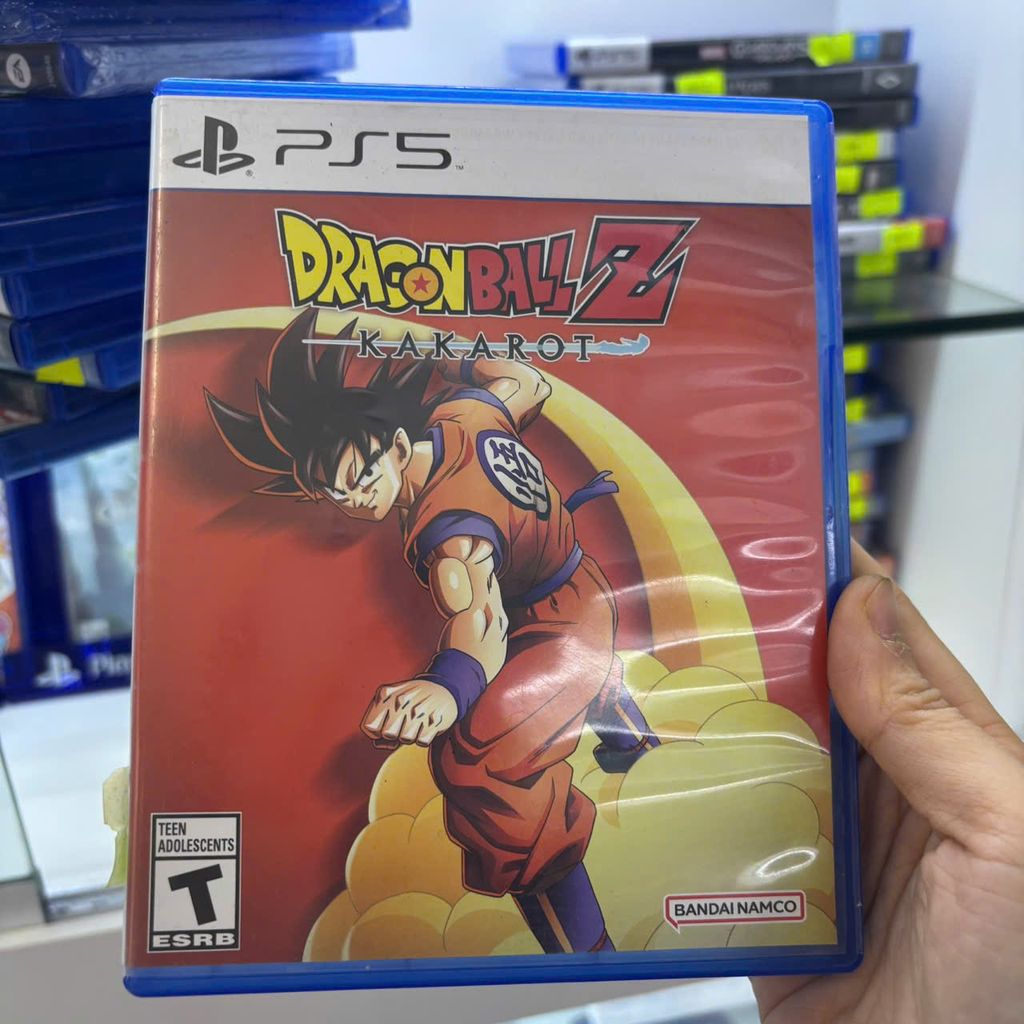 PS5
DRAGON BALL Z
KAKAROT
TEEN
ADOLESCENTS
T
ESRB
BANDAI NAMCO